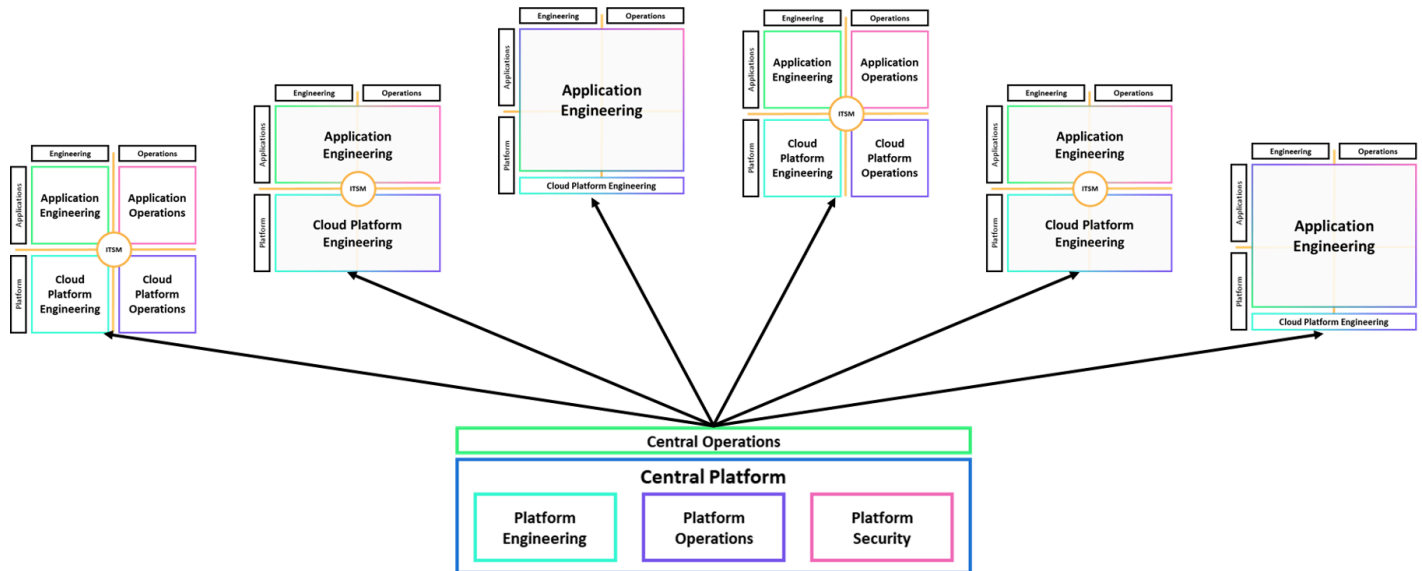 Engineering
Operations
Applications
Platform
Application
Engineering
Application
Operations
ITSM
Cloud
Platform
Engineering
Cloud
Platform
Operations
Engineering
Operations
Applications
Platform
Application
Engineering
ITSM
Cloud Platform
Engineering
Engineering
Operations
Applications
Platform
Application
Engineering
Cloud Platform Engineering
Engineering
Operations
Applications
Platform
Application
Engineering
Application
Operations
ITSM
Cloud
Platform
Engineering
Cloud
Platform
Operations
Engineering
Operations
Applications
Platform
Application
Engineering
ITSM
Cloud Platform
Engineering
Engineering
Operations
Applications
Platform
Application
Engineering
Cloud Platform Engineering
Central Operations
Central Platform
Platform
Engineering
Platform
Operations
Platform
Security